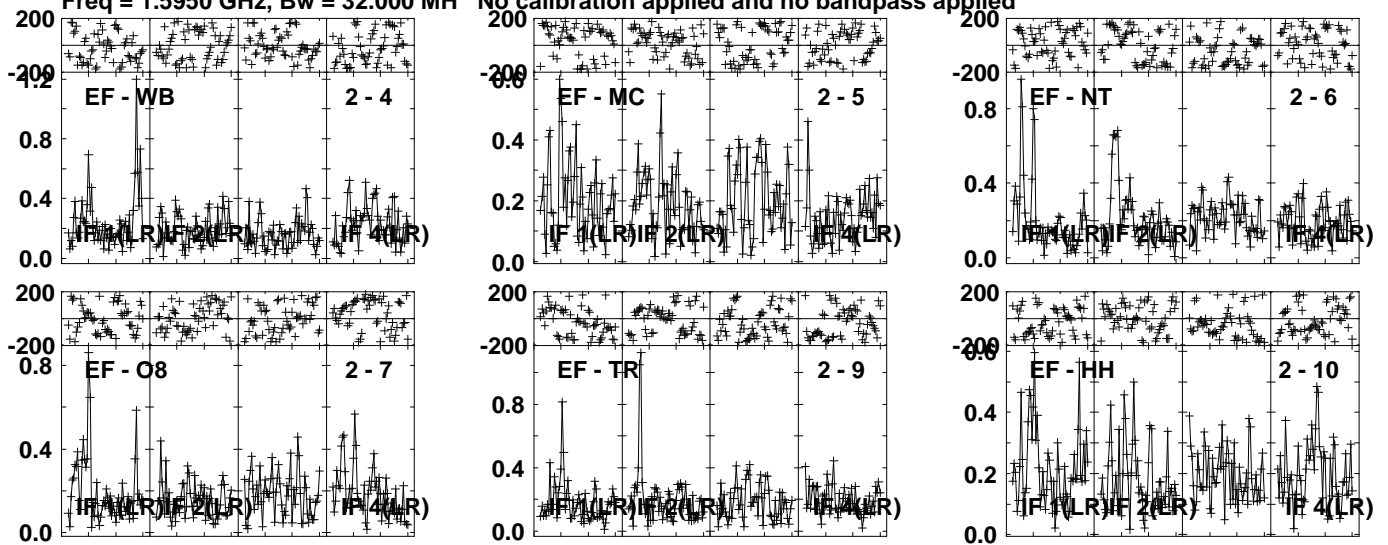 Freq = 1.5950 GHz, Bw = 32.000 MH No calibration applied and no bandpass applied
200
-200
1.2
EF - WB
2 - 4
0.8
0.4
IF 1(LR)
IF 2(LR)
IF 4(LR)
0.0
200
-200
0.6
EF - MC
2 - 5
0.4
0.2
IF 1(LR)
IF 2(LR)
IF 4(LR)
0.0
200
-200
EF - NT
2 - 6
0.8
0.4
IF 1(LR)
IF 2(LR)
IF 4(LR)
0.0
200
-200
0.8
EF - O8
2 - 7
0.4
IF 1(LR)
IF 2(LR)
IF 4(LR)
0.0
200
-200
EF - TR
2 - 9
0.8
0.4
IF 1(LR)
IF 2(LR)
IF 4(LR)
0.0
200
-200
0.6
EF - HH
2 - 10
0.4
0.2
IF 1(LR)
IF 2(LR)
IF 4(LR)
0.0